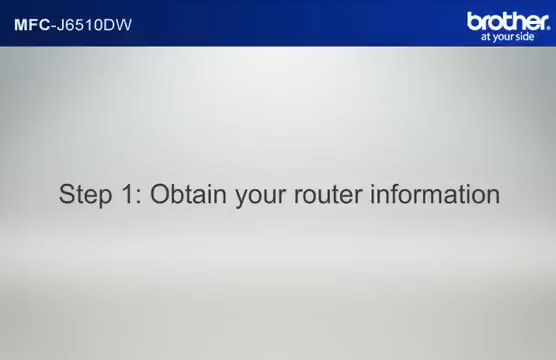 MFC-J6510DW
brother.
at your side
Step 1: Obtain your router information